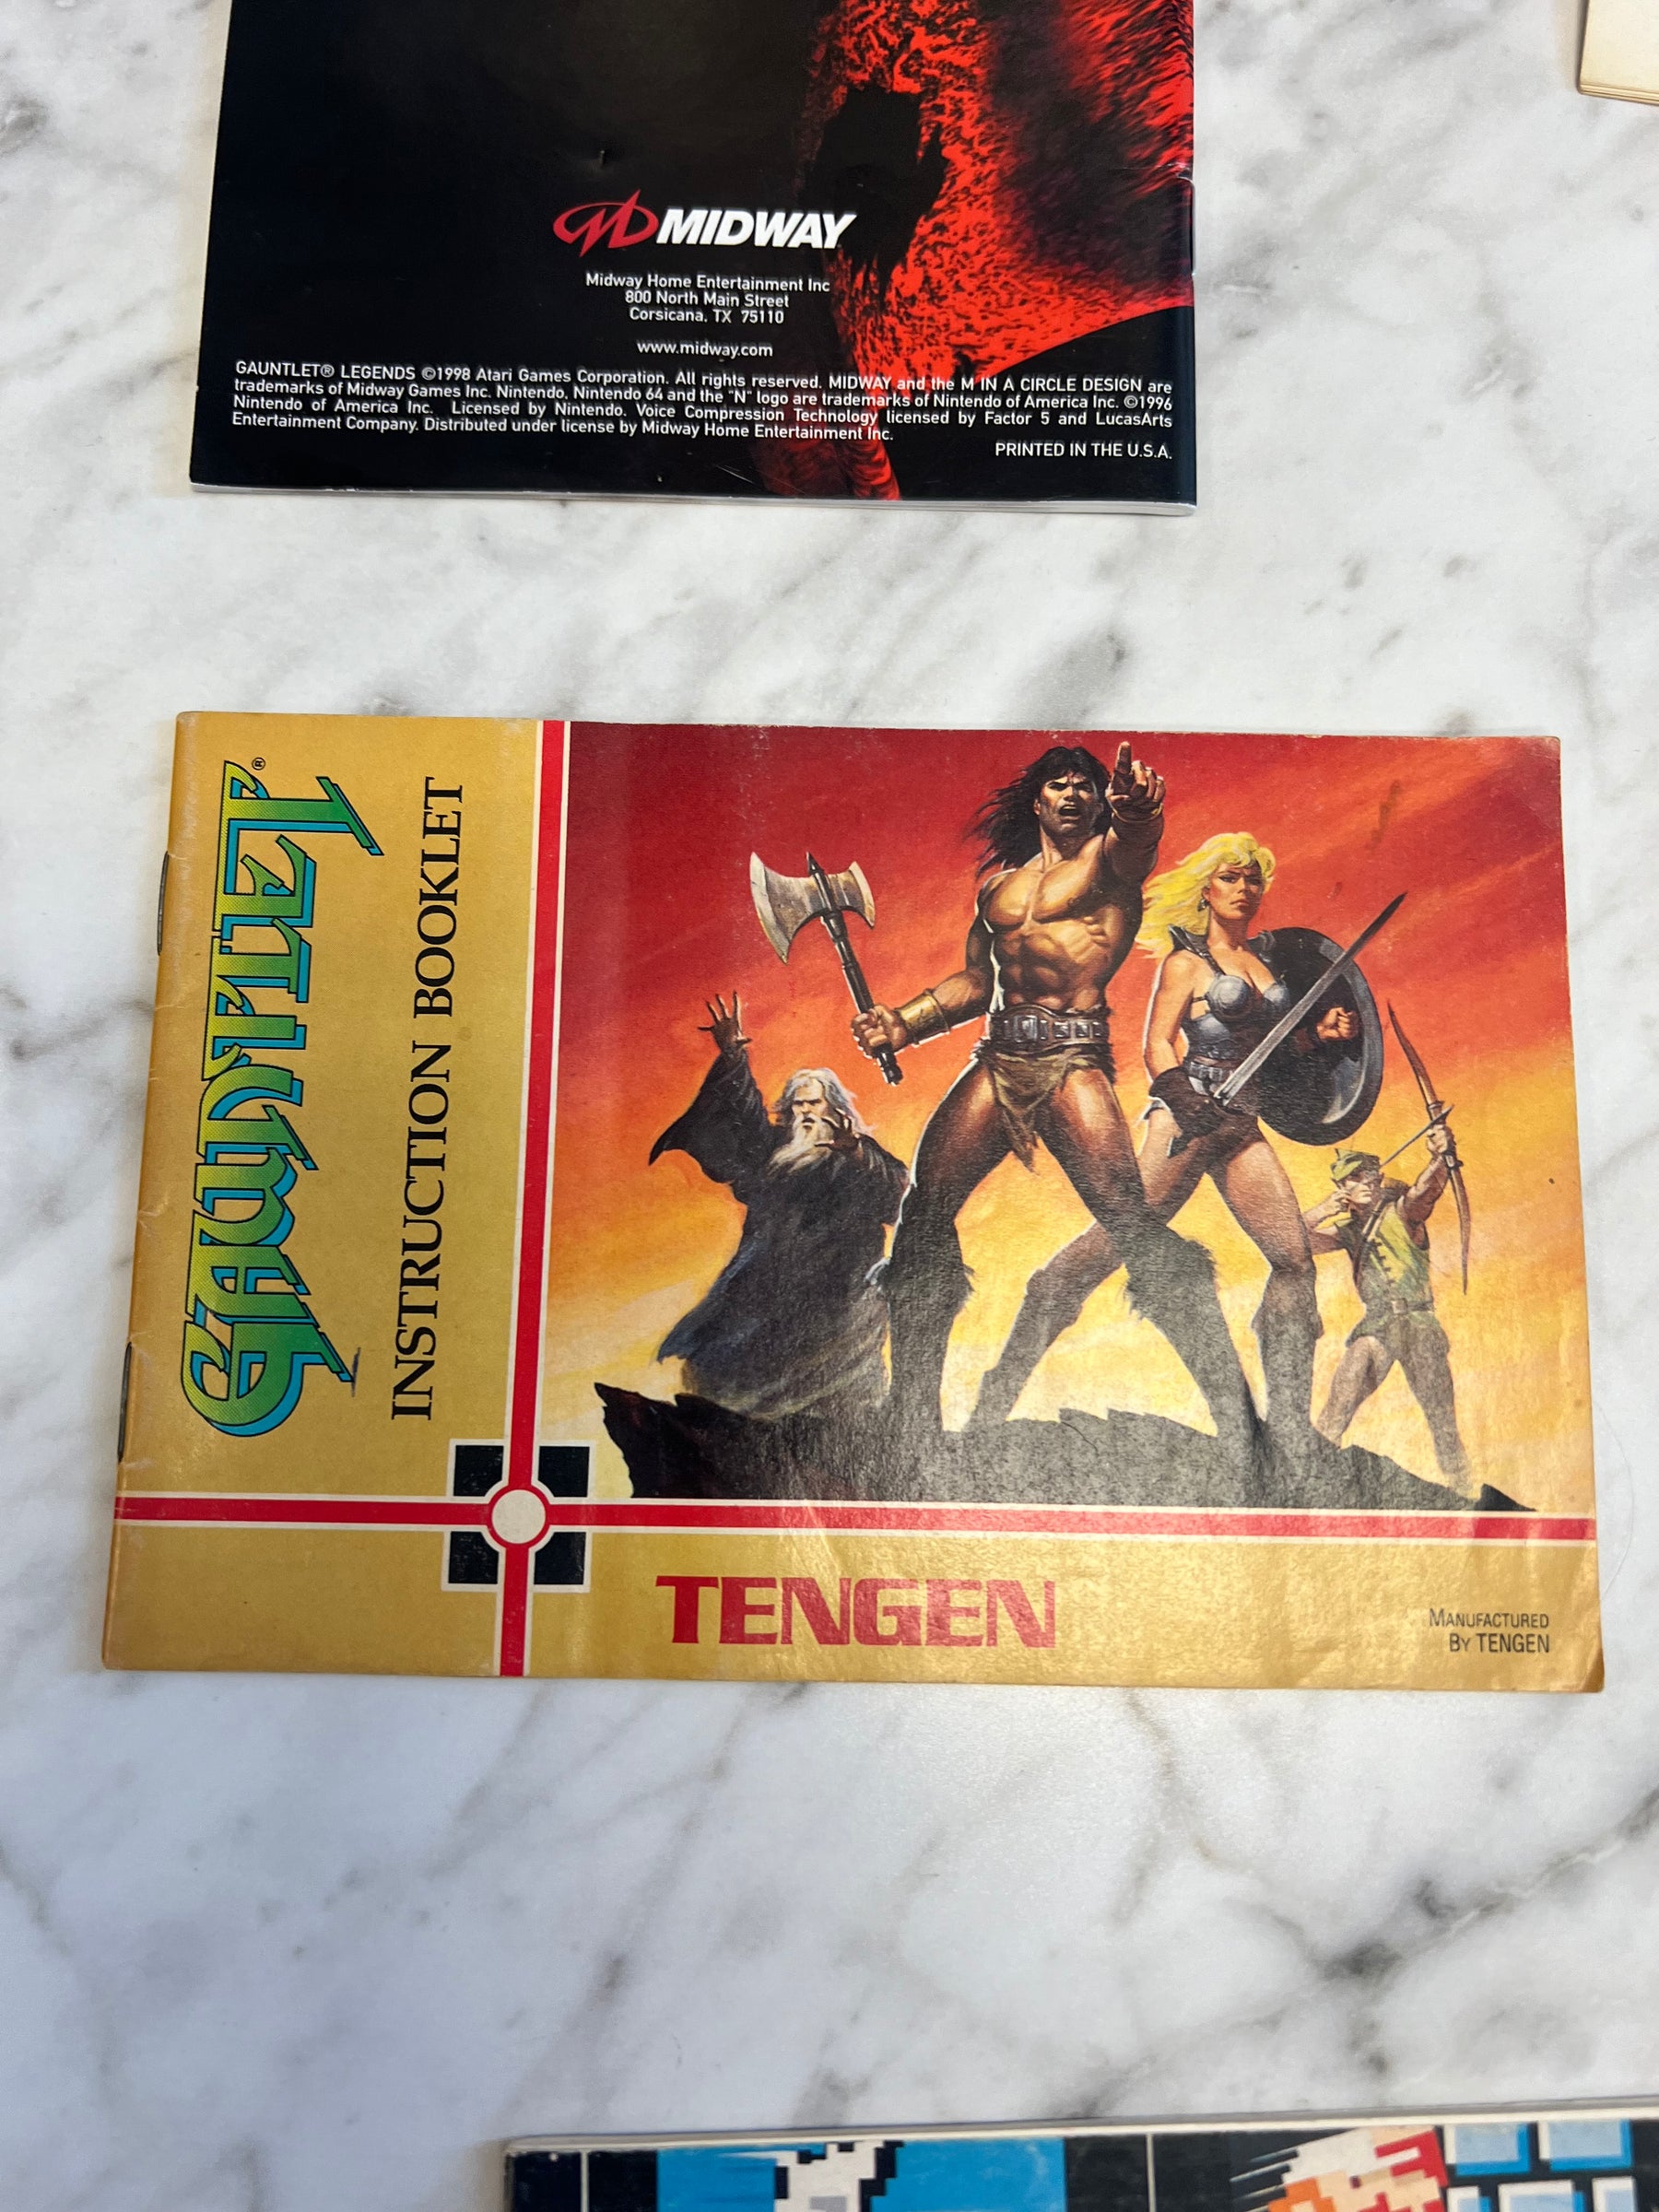 MIDWAY
Midway Home Entertainment Inc
800 North Main Street
Corsicana, TX 75110
www.midway.com
GAUNTLET® LEGENDS ©1998 Atari Games Corporation. All rights reserved. MIDWAY and the M IN A CIRCLE DESIGN are
trademarks of Midway Games Inc. Nintendo, Nintendo 64 and the "N" logo are trademarks of Nintendo of America Inc. ©1996
Nintendo of America Inc. Licensed by Nintendo. Voice Compression Technology licensed by Factor 5 and LucasArts
Entertainment Company. Distributed under license by Midway Home Entertainment Inc.
PRINTED IN THE U.S.A.
GAUNTLET®
INSTRUCTION BOOKLET
TENGEN
MANUFACTURED
BY TENGEN